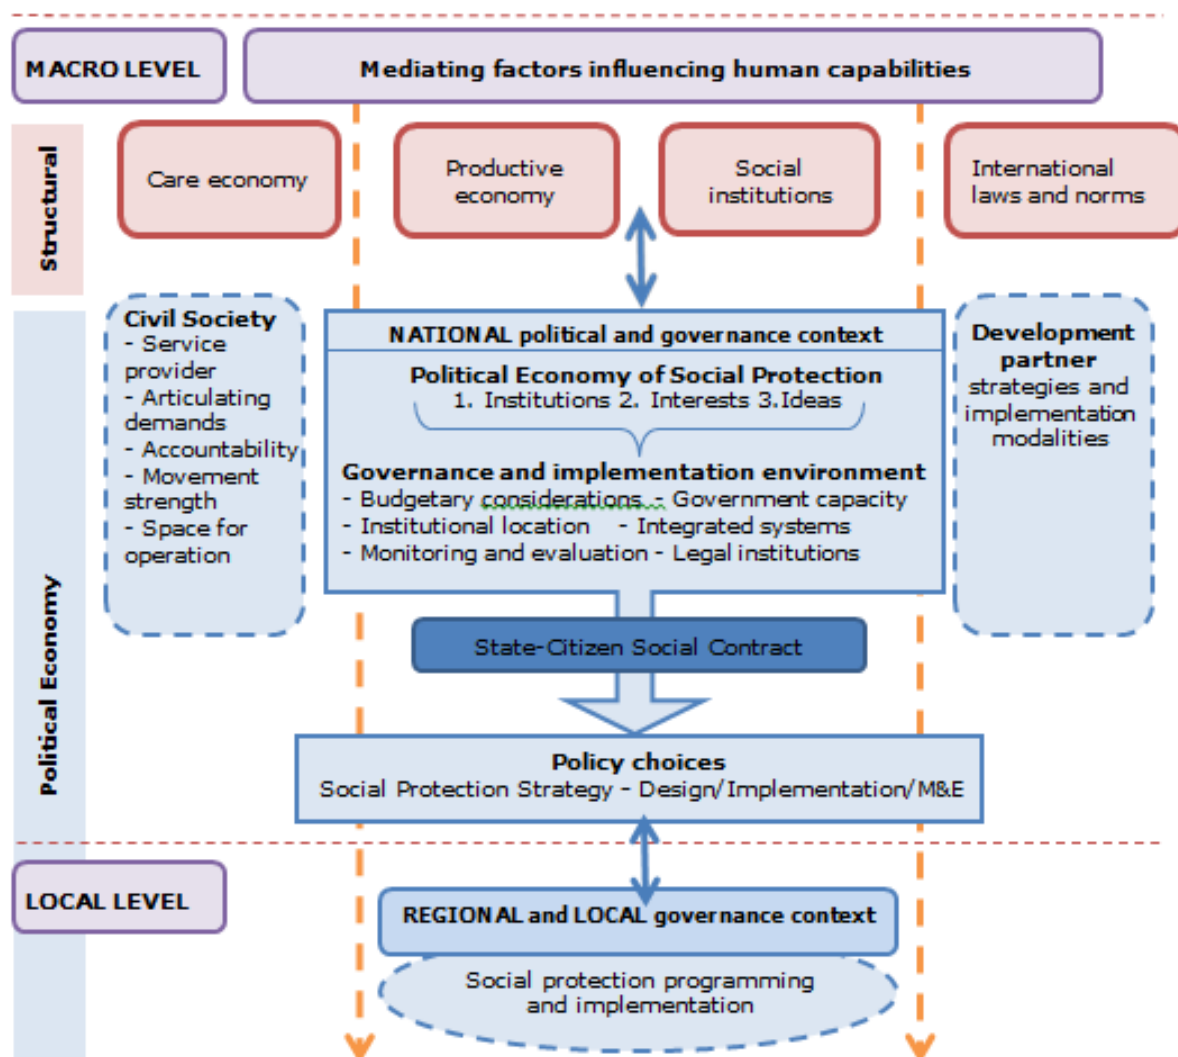 MACRO LEVEL
Mediating factors influencing human capabilities
Structural
Care economy
Productive
economy
Social
institutions
International
laws and norms
Political Economy
Civil Society
- Service
provider
- Articulating
demands
- Accountability
- Movement
strength
- Space for
operation
NATIONAL political and governance context
Political Economy of Social Protection
1. Institutions 2. Interests 3.Ideas
Governance and implementation environment
- Budgetary considerations - Government capacity
- Institutional location - Integrated systems
- Monitoring and evaluation - Legal institutions
Development
partner
strategies and
implementation
modalities
State-Citizen Social Contract
Policy choices
Social Protection Strategy - Design/Implementation/M&E
LOCAL LEVEL
REGIONAL and LOCAL governance context
Social protection programming
and implementation